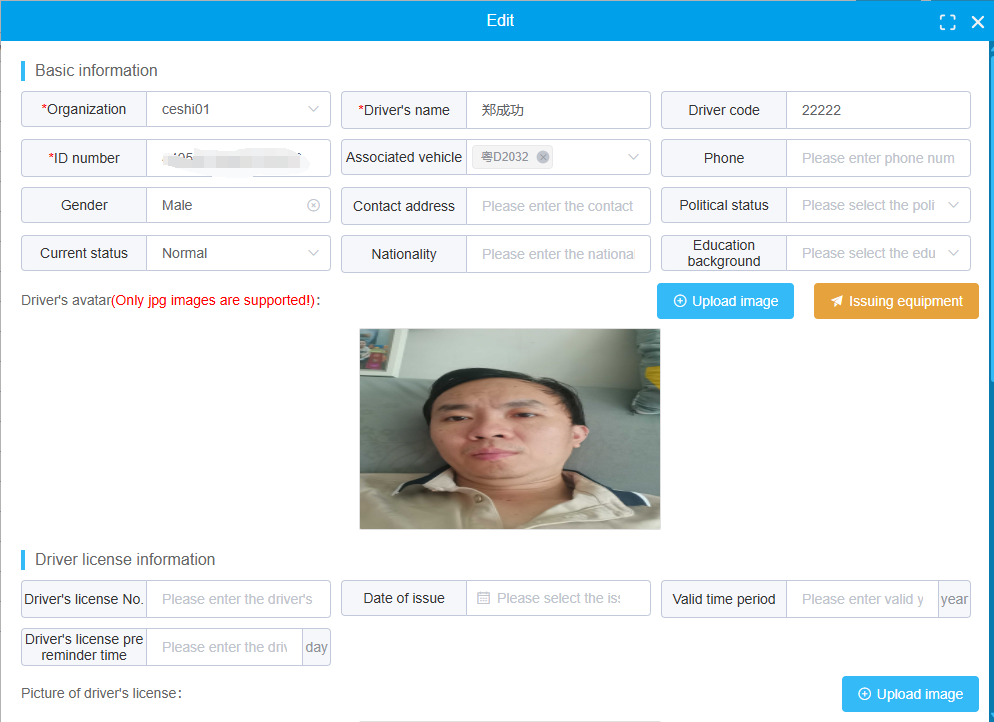 Edit
Basic information
*Organization ceshi01
*Driver's name 郑成功
Driver code 22222
*ID number
Associated vehicle 粤D2032
Phone Please enter phone num
Gender Male
Contact address Please enter the contact
Political status Please select the poli
Current status Normal
Nationality Please enter the nationa
Education background Please select the edu
Driver's avatar(Only jpg images are supported!):
Upload image
Issuing equipment
Driver license information
Driver's license No. Please enter the driver's
Date of issue Please select the is
Valid time period Please enter valid y year
Driver's license pre
reminder time Please enter the driv day
Picture of driver's license:
Upload image